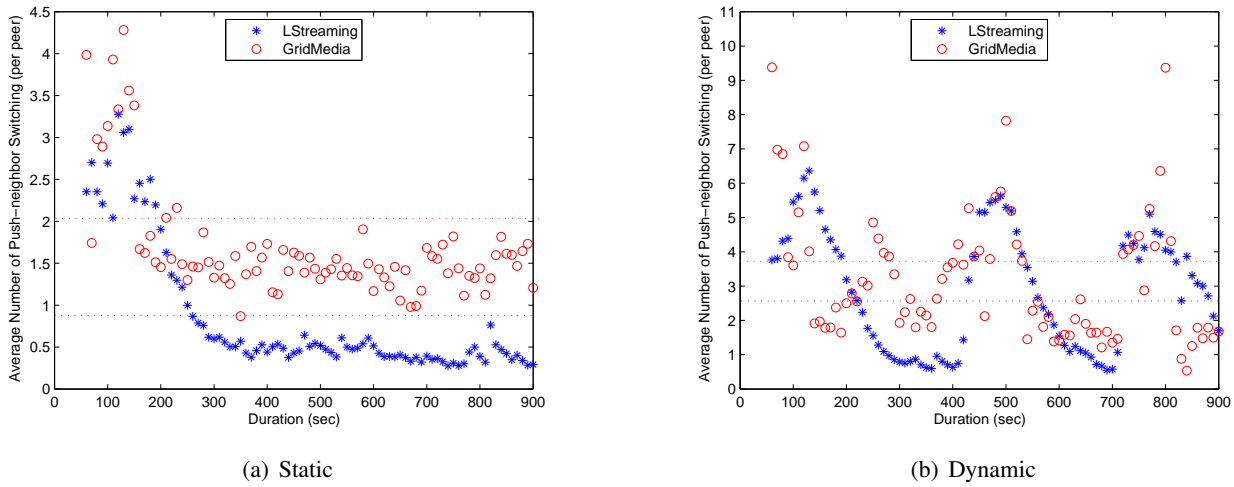 4.5
4
3.5
3
2.5
2
1.5
1
0.5
0
0 100 200 300 400 500 600 700 800 900
Duration (sec)
Average Number of Push−neighbor Switching (per peer)
LStreaming
GridMedia
(a) Static
11
10
9
8
7
6
5
4
3
2
1
0
0 100 200 300 400 500 600 700 800 900
Duration (sec)
Average Number of Push−neighbor Switching (per peer)
LStreaming
GridMedia
(b) Dynamic